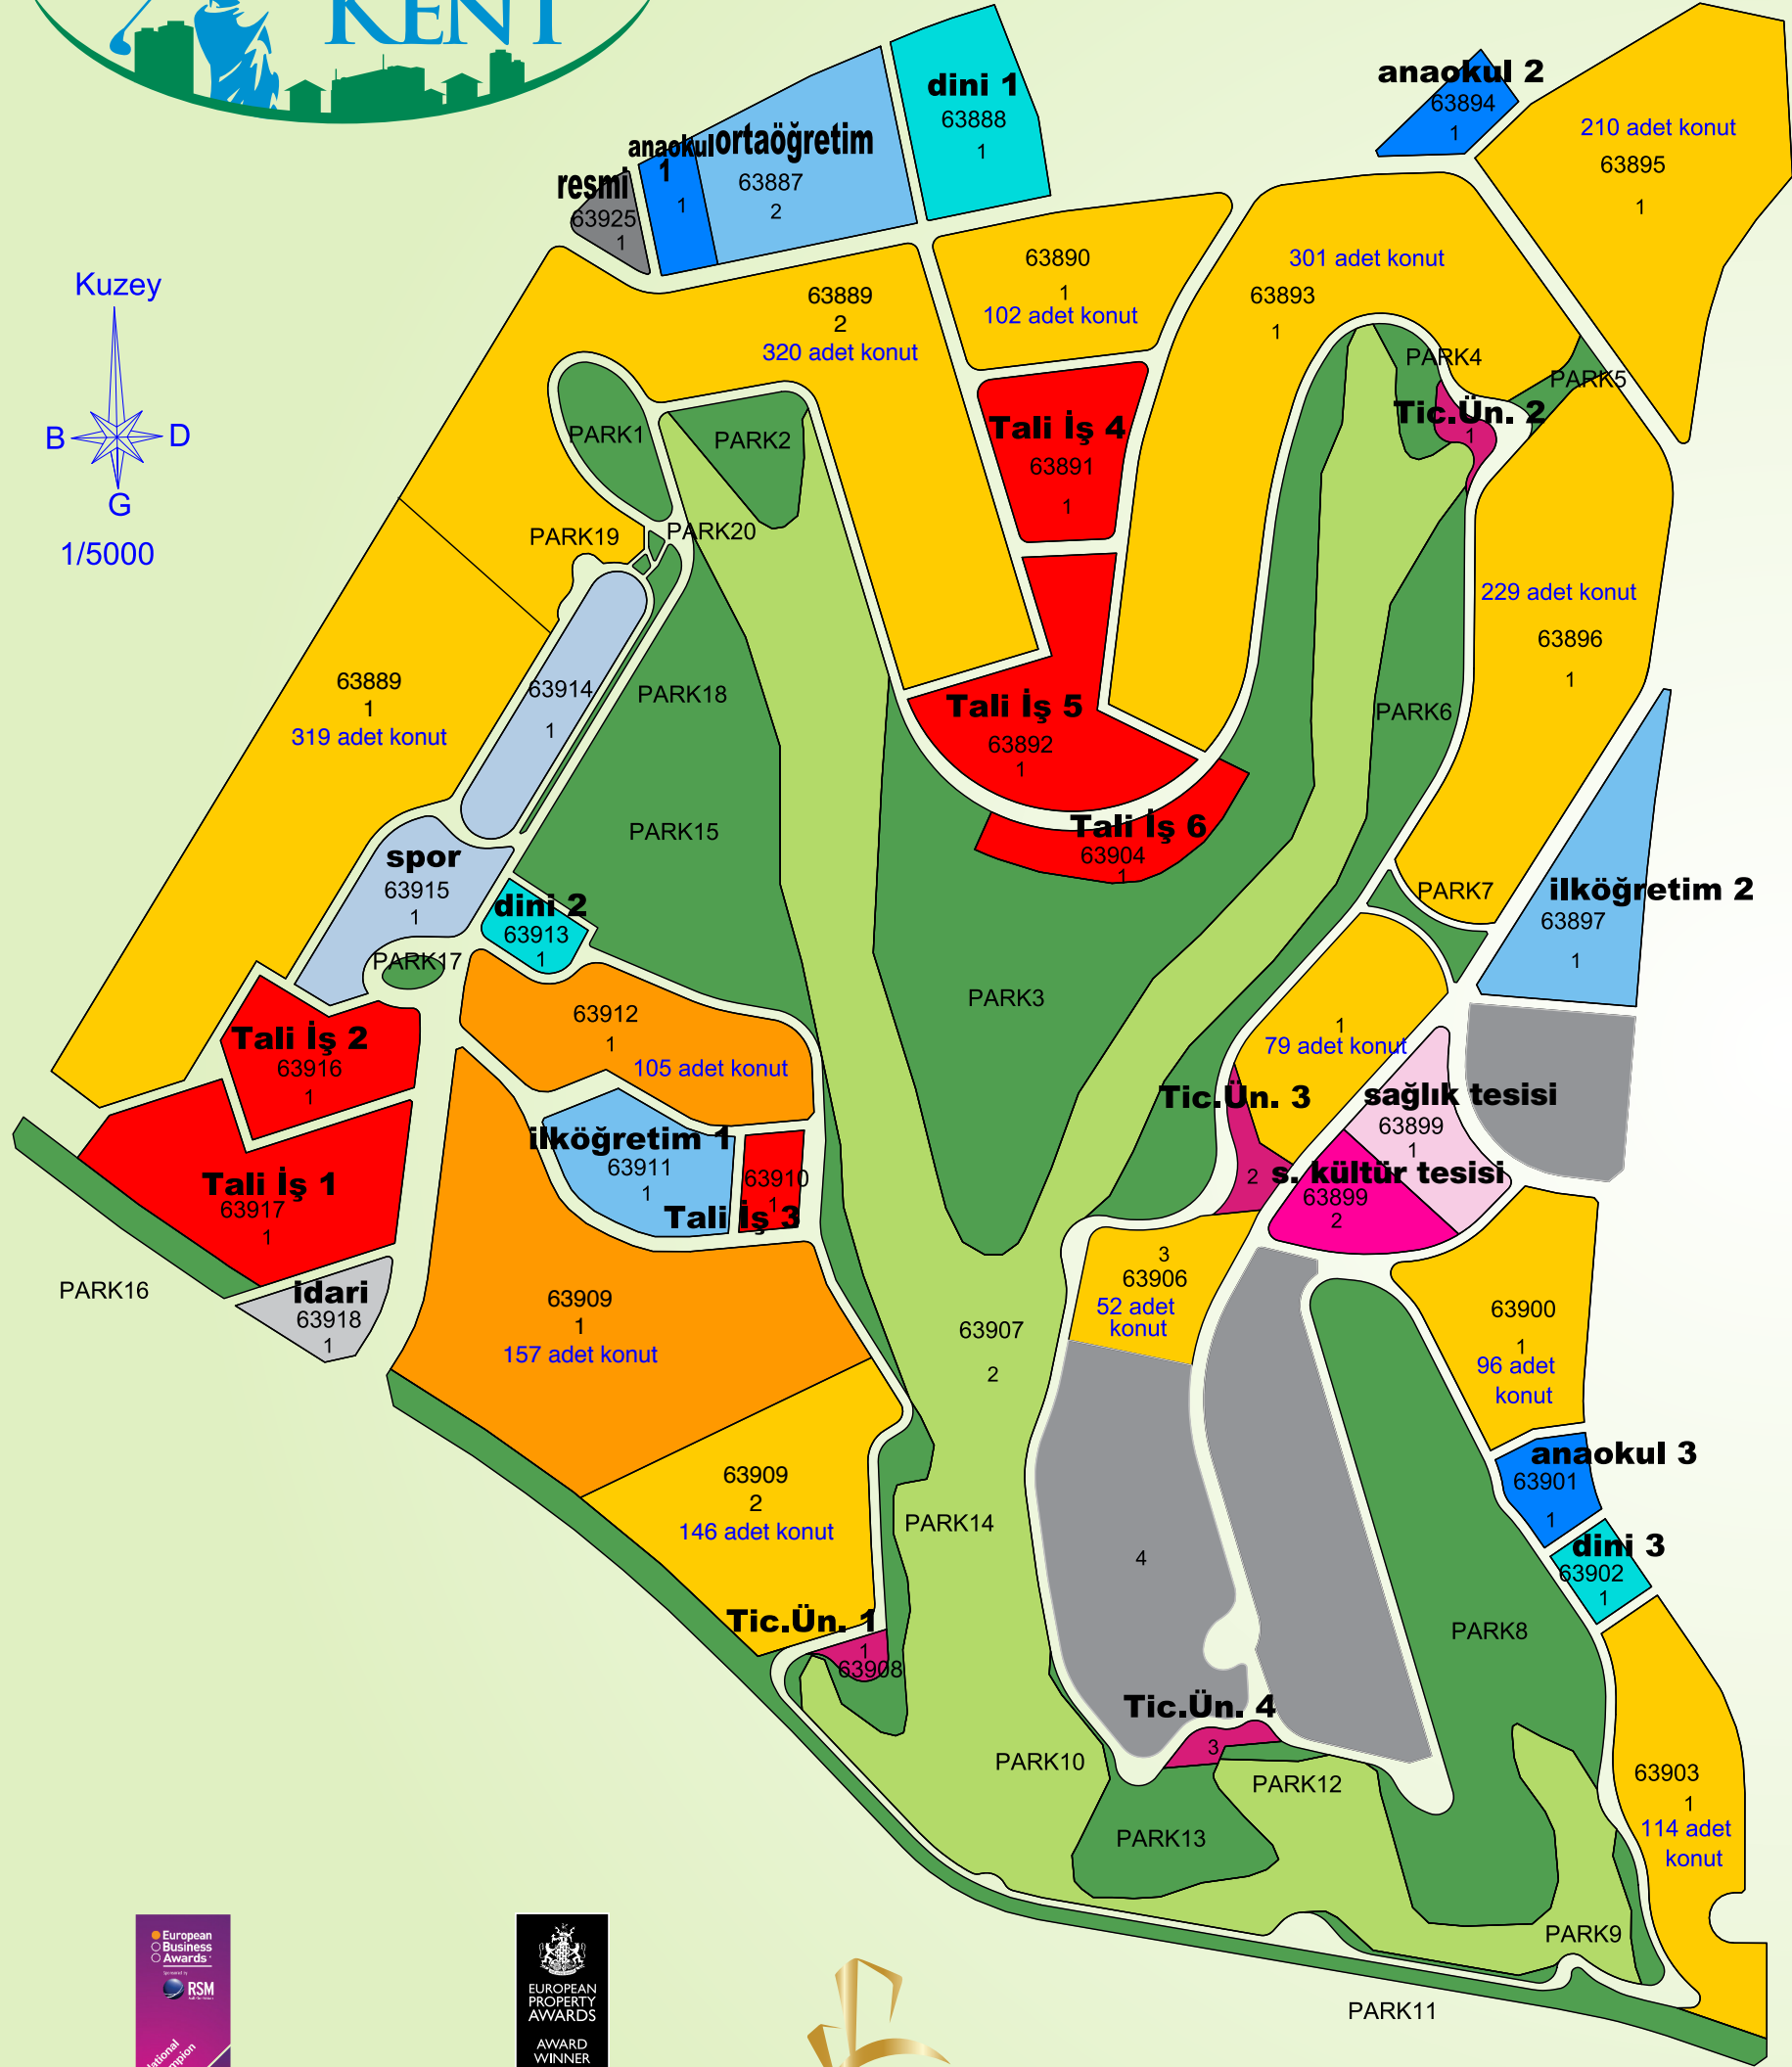 KENT
dini 1
63888
1
anaokul 2
63894
1
210 adet konut
63895
1
anaokul
1
1
ortaöğretim
63887
2
resmi
63925
1
Kuzey
B
D
G
1/5000
63889
2
320 adet konut
63890
1
102 adet konut
301 adet konut
63893
1
PARK4
PARK5
Tic.Ün. 2
1
PARK1
PARK2
Tali İş 4
63891
1
PARK19
PARK20
229 adet konut
63896
1
63889
1
319 adet konut
63914
1
PARK18
Tali İş 5
63892
1
PARK6
PARK15
Tali İş 6
63904
1
spor
63915
1
dini 2
63913
1
PARK17
PARK7
ilköğretim 2
63897
1
PARK3
Tali İş 2
63916
1
63912
1
105 adet konut
1
79 adet konut
Tic.Ün. 3
2
sağlık tesisi
63899
1
s. kültür tesisi
63899
2
ilköğretim 1
63911
1
63910
1
Tali İş 3
Tali İş 1
63917
1
PARK16
idari
63918
1
63909
1
157 adet konut
63907
2
3
63906
52 adet
konut
63900
1
96 adet
konut
63909
2
146 adet konut
anaokul 3
63901
1
PARK14
4
dini 3
63902
1
Tic.Ün. 1
1
63908
PARK8
Tic.Ün. 4
3
PARK10
PARK12
PARK13
63903
1
114 adet
konut
PARK9
PARK11
European
Business
Awards
Sponsored by
RSM
National
Champion
EUROPEAN
PROPERTY
AWARDS
AWARD
WINNER